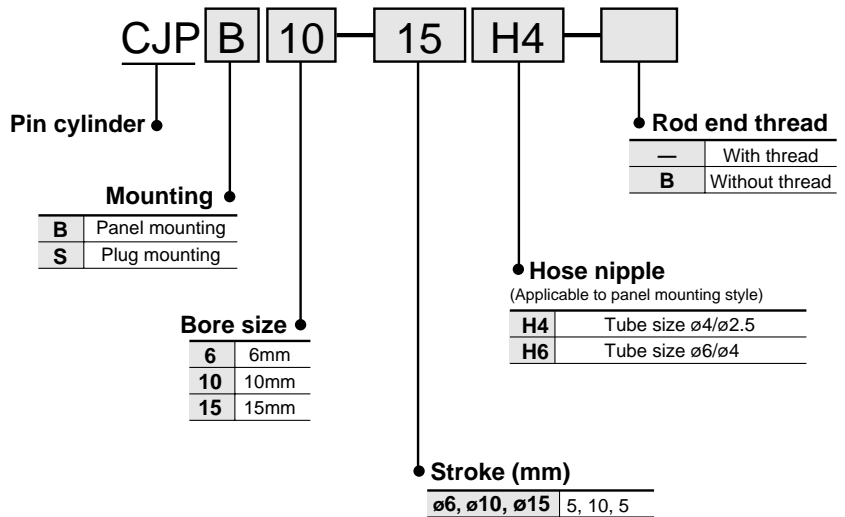 CJP B 10 — 15 H4 —
Pin cylinder
Rod end thread
— With thread
B Without thread
Mounting
B Panel mounting
S Plug mounting
Hose nipple
(Applicable to panel mounting style)
H4 Tube size ø4/ø2.5
H6 Tube size ø6/ø4
Bore size
6 6mm
10 10mm
15 15mm
Stroke (mm)
ø6, ø10, ø15 5, 10, 5